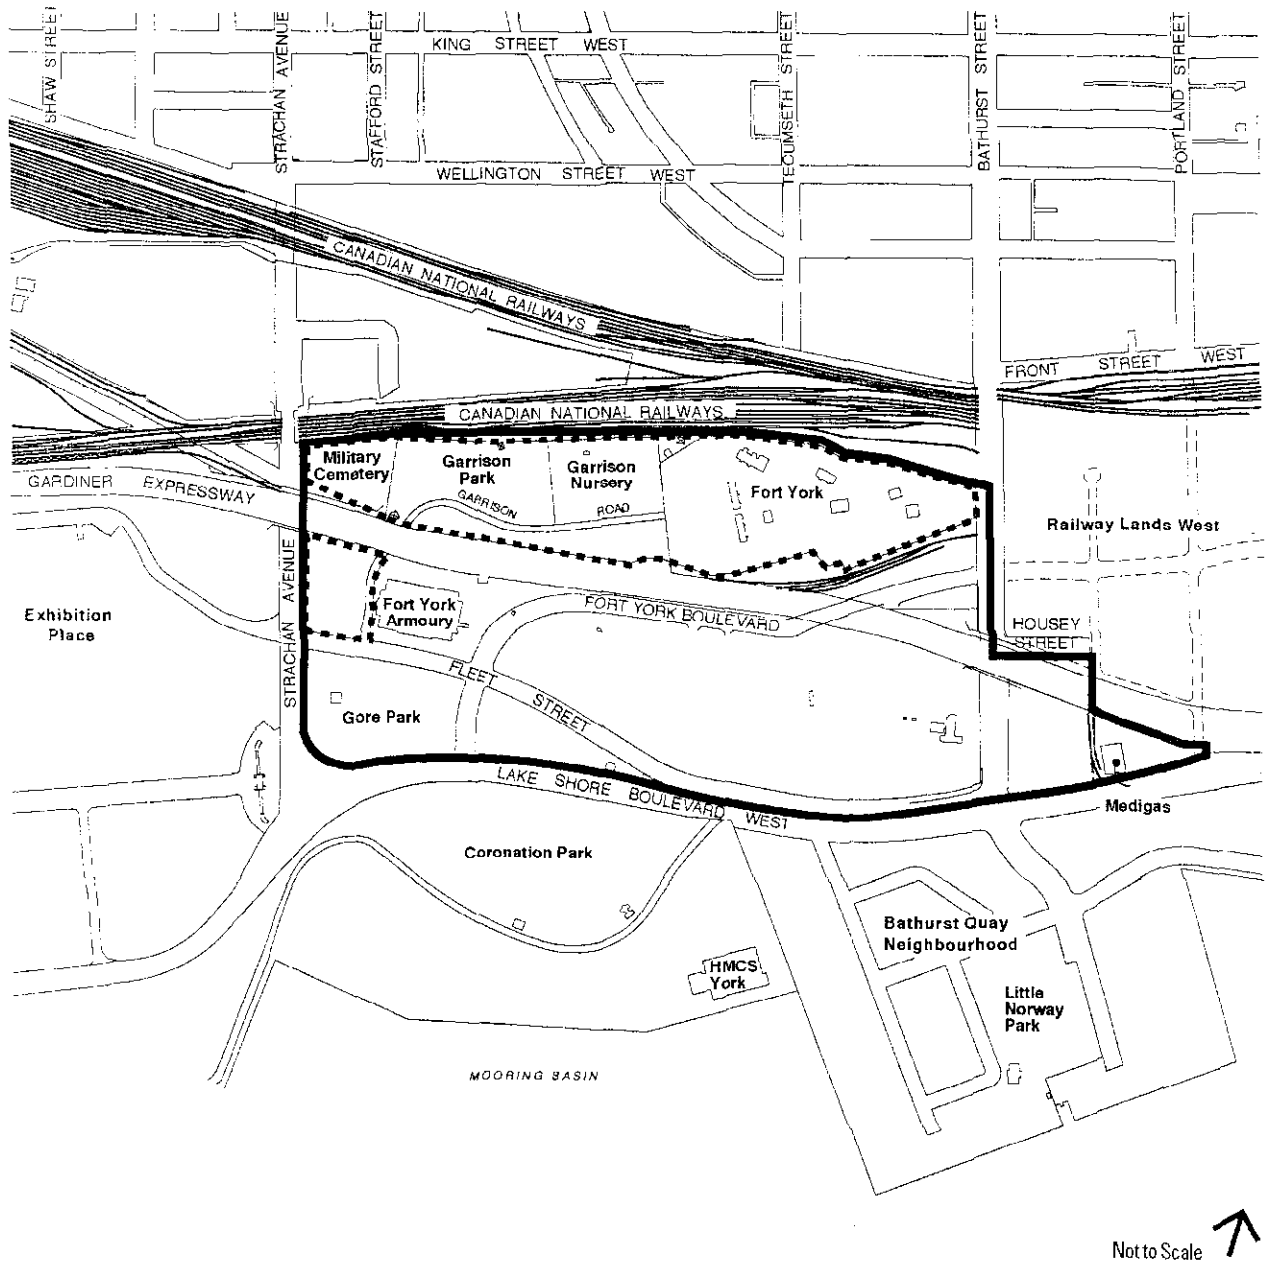 SHAW STREET
STRACHAN AVENUE
STAFFORD STREET
KING STREET WEST
TECUMSETH STREET
BATHURST STREET
PORTLAND STREET
WELLINGTON STREET WEST
CANADIAN NATIONAL RAILWAYS
FRONT STREET WEST
CANADIAN NATIONAL RAILWAYS
GARDINER EXPRESSWAY
Military
Cemetery
Garrison
Park
Garrison
Nursery
Fort York
GARRISON ROAD
Railway Lands West
Exhibition
Place
STRACHAN AVENUE
Fort York
Armoury
FORT YORK BOULEVARD
HOUSEY
STREET
FLEET STREET
Gore Park
LAKE SHORE BOULEVARD WEST
Medigas
Coronation Park
Bathurst Quay
Neighbourhood
HMCS
York
Little
Norway
Park
MOORING BASIN
Not to Scale